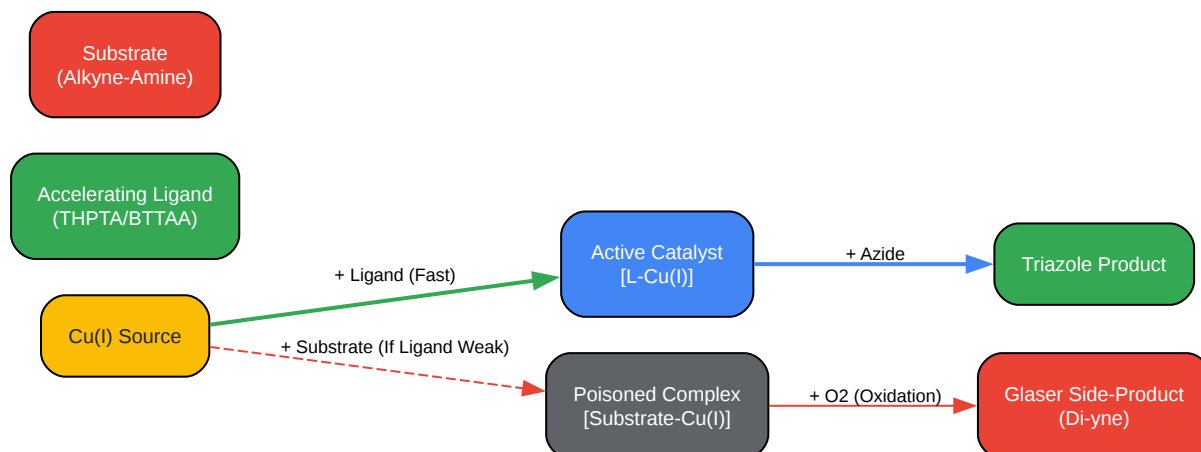 Substrate
(Alkyne-Amine)
Accelerating Ligand
(THPTA/BTTAA)
Cu(I) Source
+ Ligand (Fast)
+ Substrate (If Ligand Weak)
Active Catalyst
[L-Cu(I)]
+ Azide
Triazole Product
Poisoned Complex
[Substrate-Cu(I)]
+ O2 (Oxidation)
Glaser Side-Product
(Di-yne)